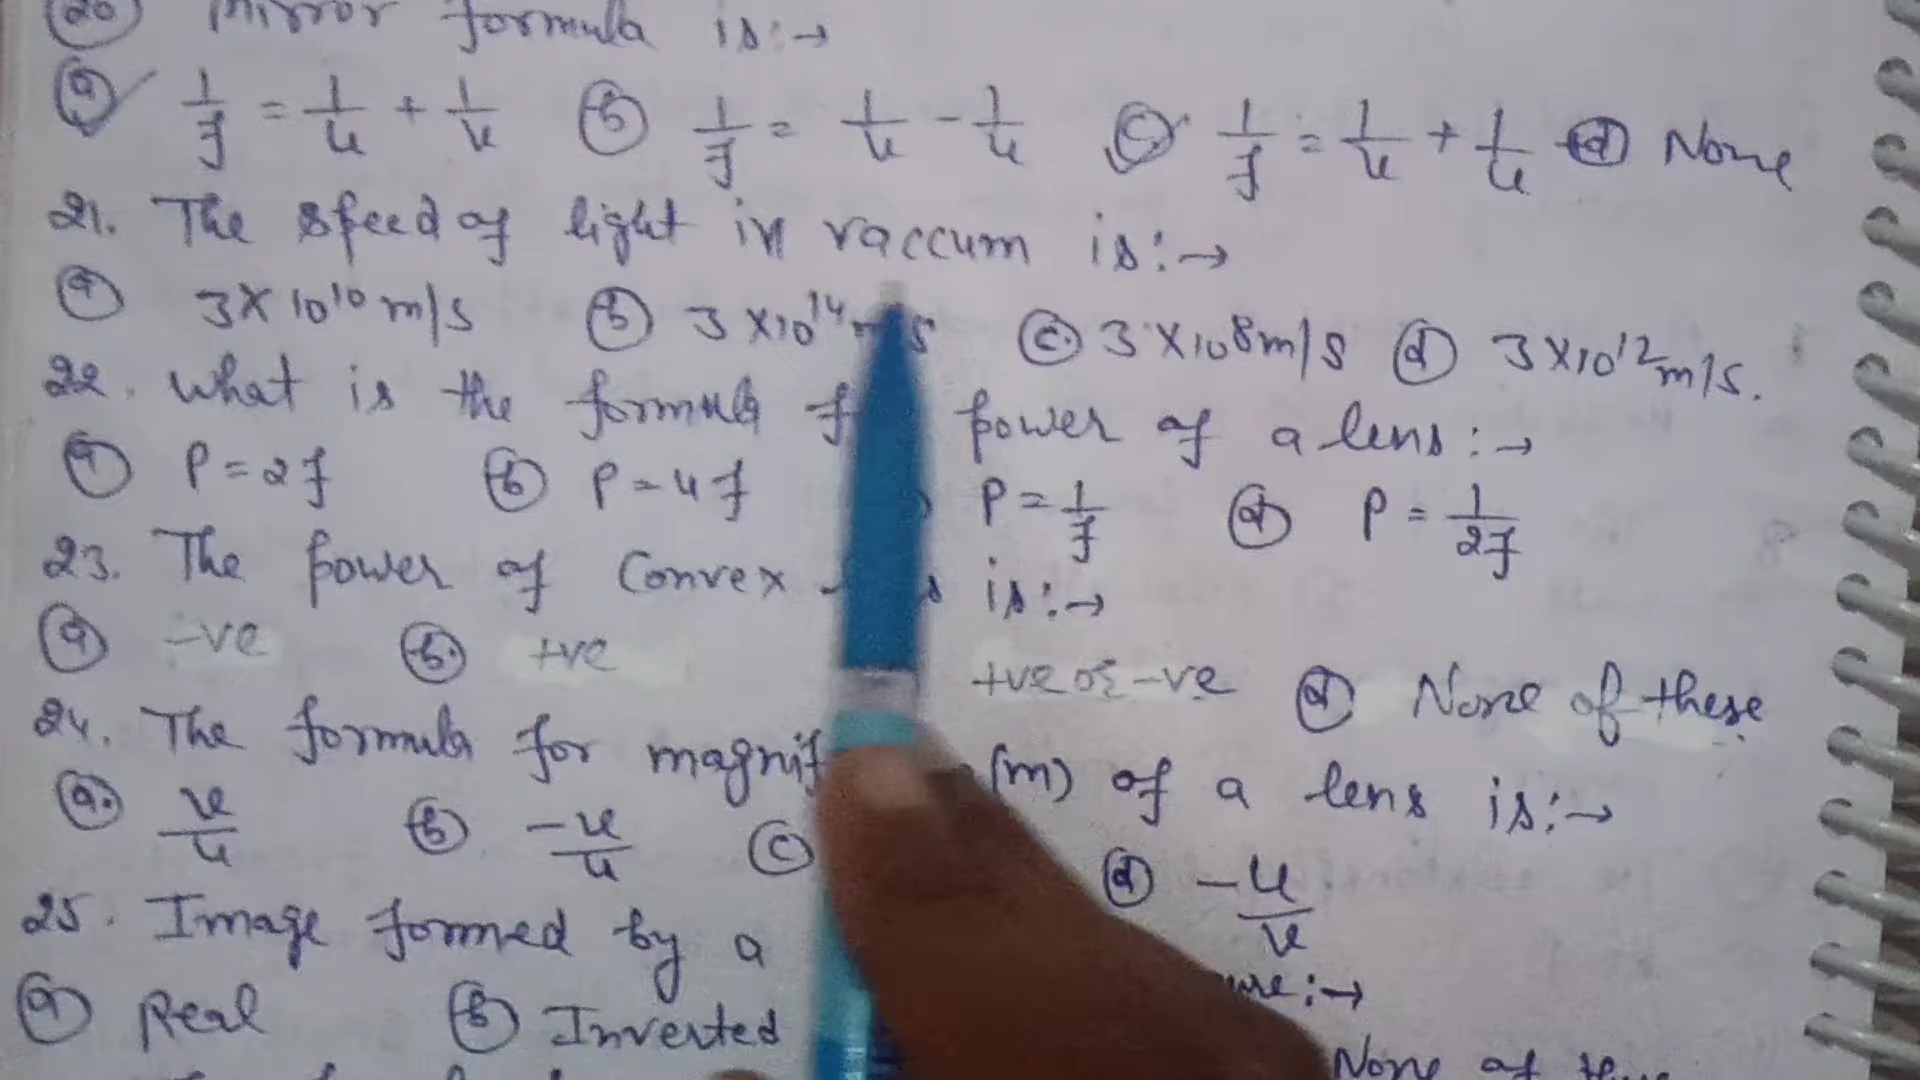 20 Mirror formula is:→
(a) 1/f = 1/u + 1/v (b) 1/f = 1/v - 1/u (c) 1/f = 1/v + 1/u (d) None
21. The speed of light in vaccum is:→
(a) 3×10¹⁰ m/s (b) 3×10¹⁴ m s (c) 3×10⁸ m/s (d) 3×10¹² m/s.
22. What is the formula f power of a lens:→
(a) P=2f (b) P=4f P=1/f (d) P=1/2f
23. The power of Convex is:→
(a) -ve (b) +ve +ve or -ve (d) None of these
24. The formula for magnif (m) of a lens is:→
(a) v/u (b) -v/u (c) (d) -u/v
25. Image formed by a :→
(a) Real (b) Inverted None of